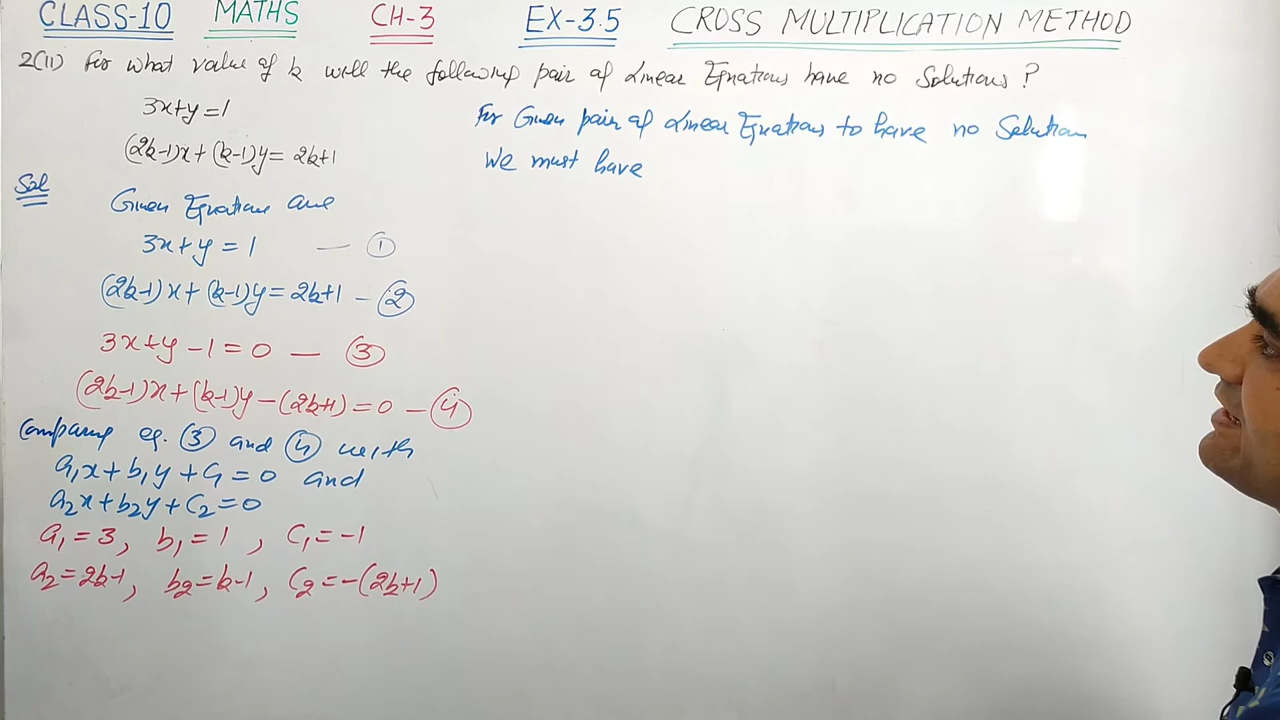 CLASS-10 MATHS CH-3 EX-3.5 CROSS MULTIPLICATION METHOD
2(ii) For what value of k will the following pair of Linear Equations have no Solutions?
3x+y=1
(2k-1)x+(k-1)y=2k+1
Sol
Given Equations are
3x+y=1 — ①
(2k-1)x+(k-1)y=2k+1 — ②
3x+y-1=0 — ③
(2k-1)x+(k-1)y-(2k+1)=0 — ④
Comparing eq. ③ and ④ with
a₁x+b₁y+c₁=0 and
a₂x+b₂y+c₂=0
a₁=3, b₁=1, c₁=-1
a₂=2k-1, b₂=k-1, c₂=-(2k+1)
For Given pair of Linear Equations to have no Solution
We must have